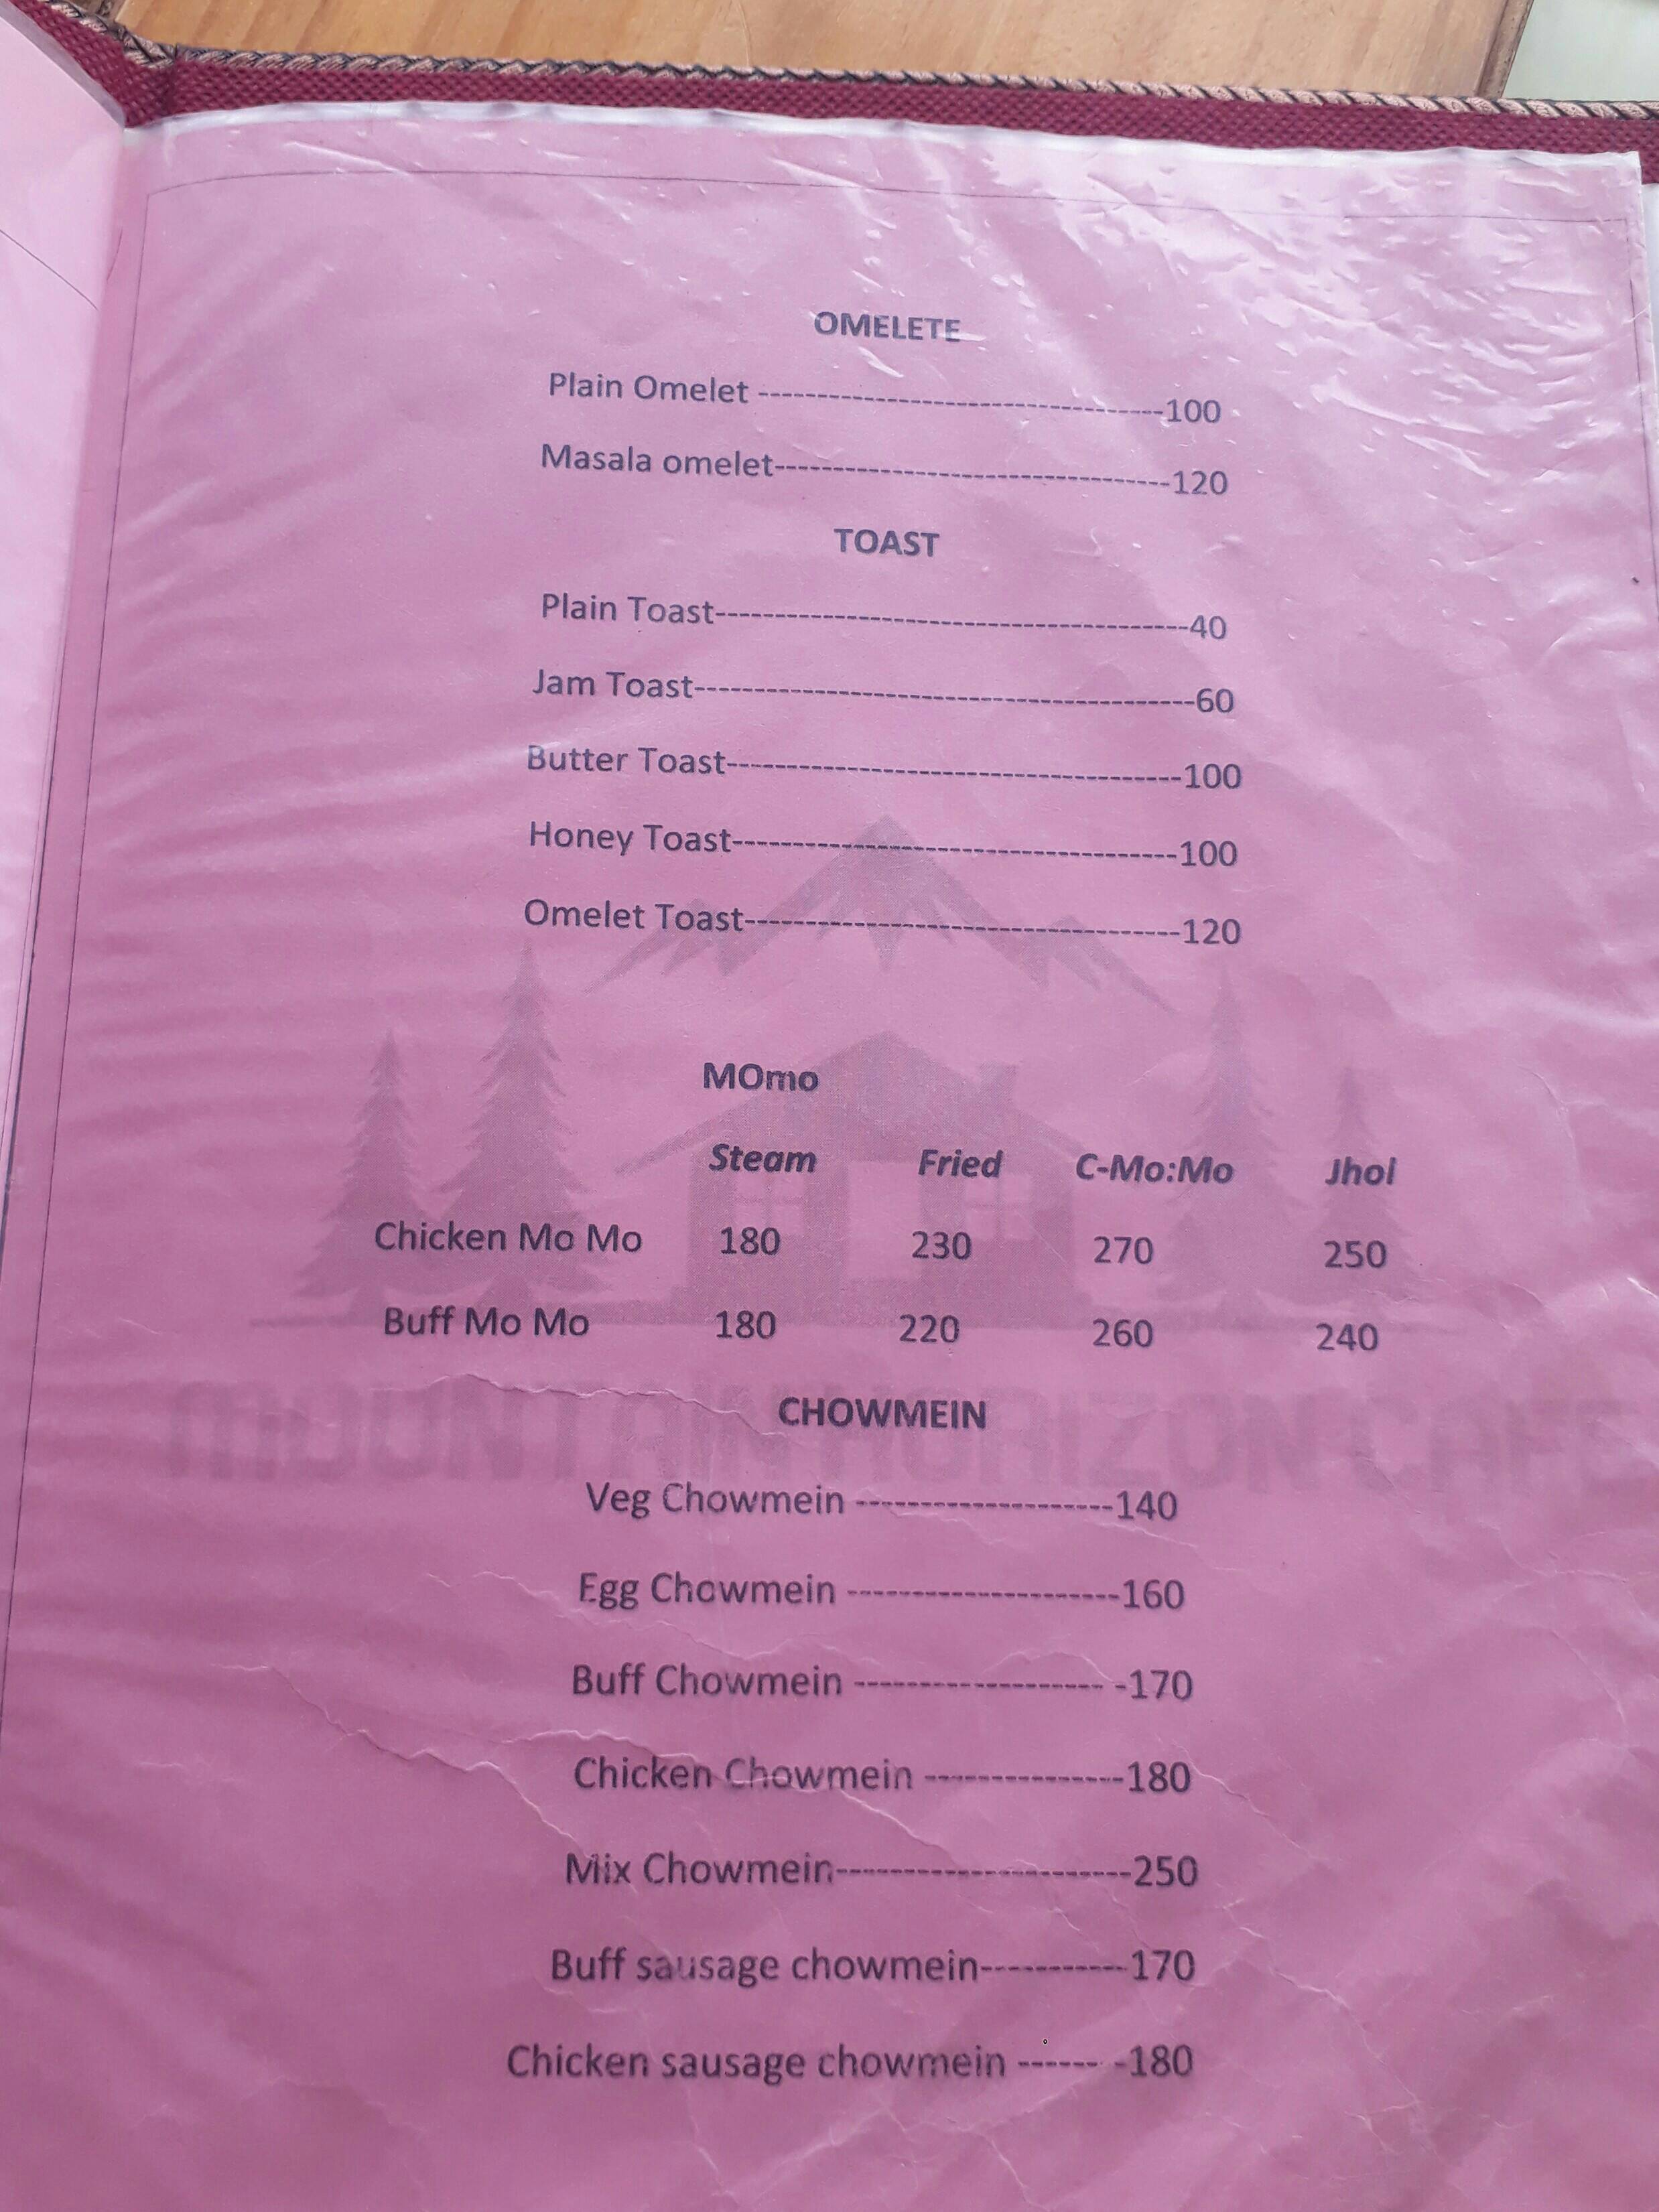 OMELETE
Plain Omelet ----------------------------------100
Masala omelet---------------------------------120
TOAST
Plain Toast---------------------------------------40
Jam Toast-----------------------------------------60
Butter Toast--------------------------------------100
Honey Toast-------------------------------------100
Omelet Toast------------------------------------120
MOmo
Steam Fried C-Mo:Mo Jhol
Chicken Mo Mo 180 230 270 250
Buff Mo Mo 180 220 260 240
MOUNTAIN HORIZON CAFE
CHOWMEIN
Veg Chowmein --------------------140
Egg Chowmein ---------------------160
Buff Chowmein -------------------- -170
Chicken Chowmein ----------------180
Mix Chowmein-----------------------250
Buff sausage chowmein-----------170
Chicken sausage chowmein ------ -180